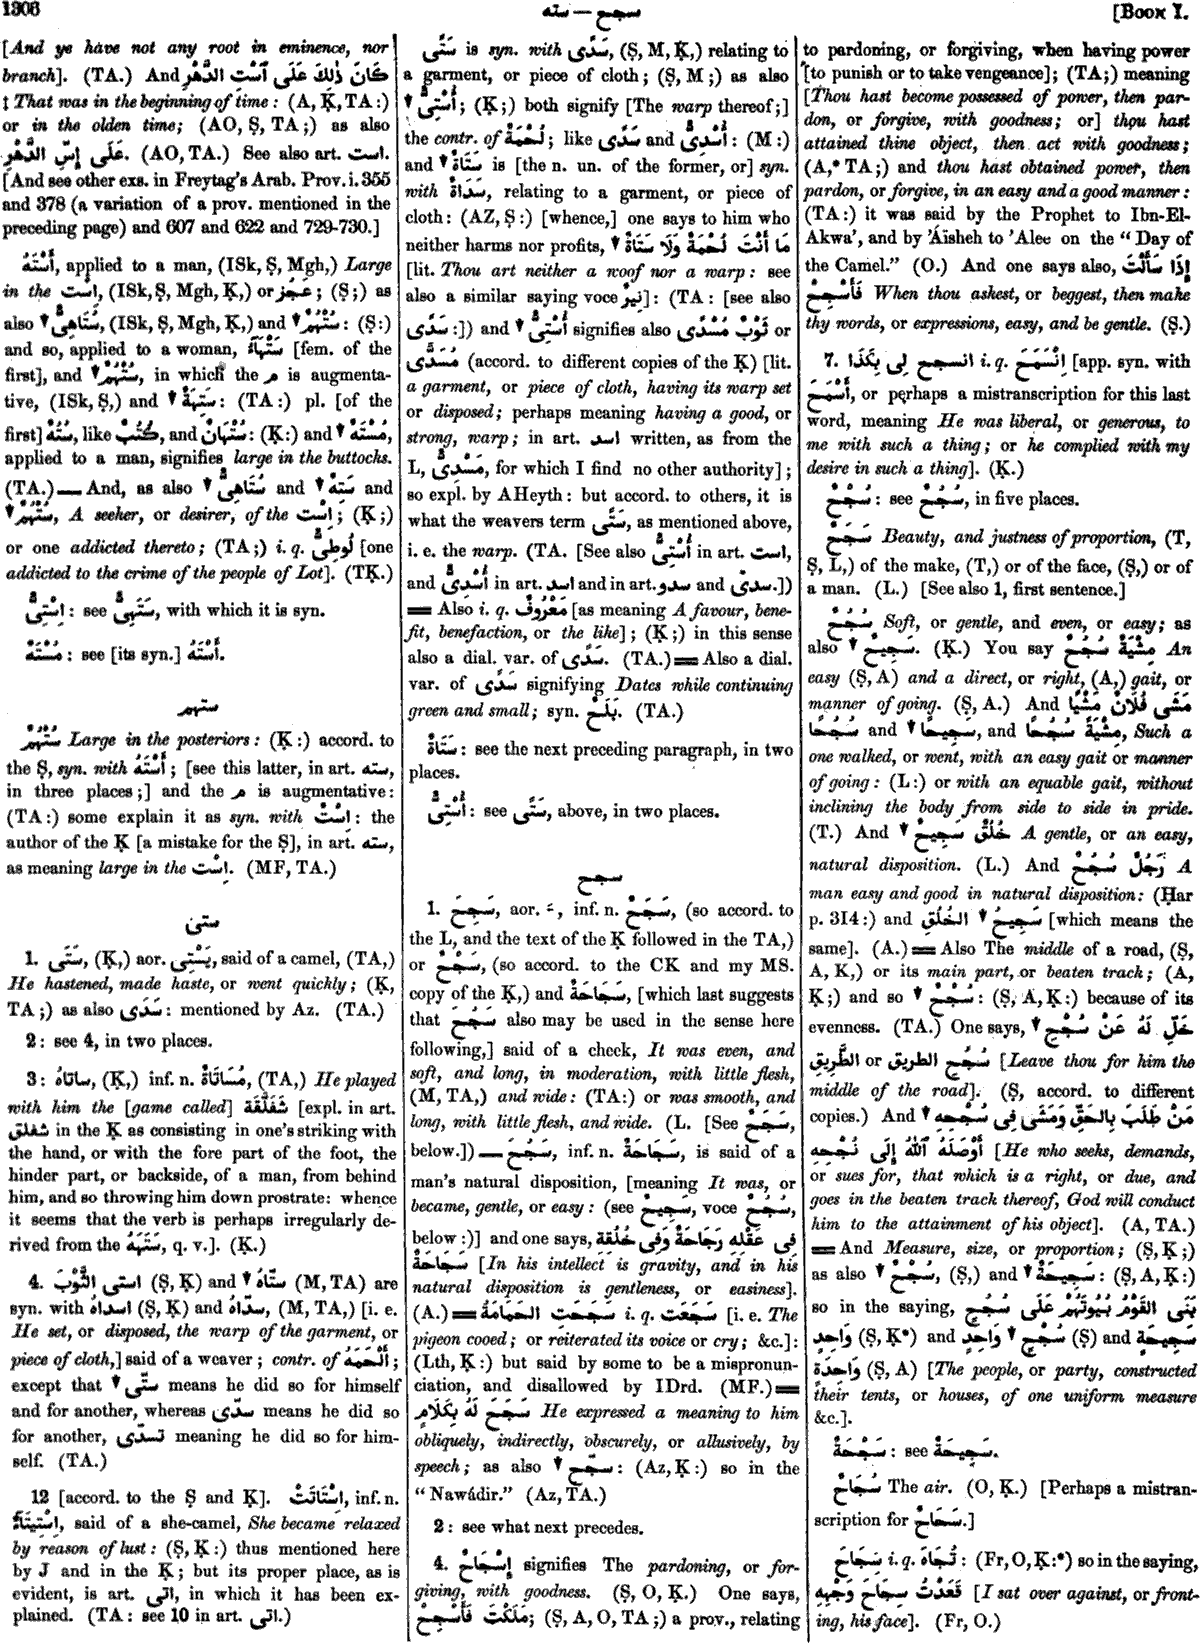 1306
سته — سجح
[Book I.
[And ye have not any root in eminence, nor
branch]. (TA.) And كَانَ ذٰلِكَ عَلَى ٱسْتِ الدَّهْرِ
‡ That was in the beginning of time : (A, Ḳ, TA :)
or in the olden time; (AO, Ṣ, TA ;) as also
عَلَى إِسِّ الدَّهْرِ. (AO, TA.) See also art. است.
[And see other exs. in Freytag's Arab. Prov. i. 355
and 378 (a variation of a prov. mentioned in the
preceding page) and 607 and 622 and 729-730.]
أَسْتَهُ, applied to a man, (ISk, Ṣ, Mgh,) Large
in the اِسْت, (ISk, Ṣ, Mgh, Ḳ,) or عَجُز; (Ṣ;) as
also ▼ سُتَاهِىٌّ, (ISk, Ṣ, Mgh, Ḳ,) and ▼ سُتْهُمٌ : (Ṣ:)
and so, applied to a woman, سَتْهَآءُ [fem. of the
first], and ▼ سُتْهُمٌ, in which the م is augmenta-
tive, (ISk, Ṣ,) and ▼ سَتِهَةٌ : (TA :) pl. [of the
first] سُتْهٌ, like كُتْبٌ, and سُتْهَانٌ : (Ḳ:) and ▼ مُسْتَهٌ,
applied to a man, signifies large in the buttocks.
(TA.) — And, as also ▼ سُتَاهِىٌّ and ▼ سَتِهٌ and
▼ سُتْهُمٌ, A seeker, or desirer, of the اِسْت ; (Ḳ ;)
or one addicted thereto ; (TA ;) i. q. لُوطِىٌّ [one
addicted to the crime of the people of Lot]. (TḲ.)
اِسْتِىٌّ : see سَتَهِىٌّ, with which it is syn.
مُسْتَهٌ : see [its syn.] أَسْتَهُ.
ستهم
سُتْهُمٌ Large in the posteriors : (Ḳ :) accord. to
the Ṣ, syn. with أَسْتَهُ ; [see this latter, in art. سته,
in three places ;] and the م is augmentative :
(TA :) some explain it as syn. with اِسْتٌ : the
author of the Ḳ [a mistake for the Ṣ], in art. سته,
as meaning large in the اِسْت. (MF, TA.)
ستى
1. سَتَى, (Ḳ,) aor. يَسْتِى, said of a camel, (TA,)
He hastened, made haste, or went quickly ; (Ḳ,
TA ;) as also سَدَى : mentioned by Az. (TA.)
2 : see 4, in two places.
3 : ساتاهُ, (Ḳ,) inf. n. مُسَاتَاةٌ, (TA,) He played
with him the [game called] شَفَلَّقَة [expl. in art.
شفلق in the Ḳ as consisting in one's striking with
the hand, or with the fore part of the foot, the
hinder part, or backside, of a man, from behind
him, and so throwing him down prostrate : whence
it seems that the verb is perhaps irregularly de-
rived from the سَتَهَهُ, q. v.]. (Ḳ.)
4. استى الثَّوْبَ (Ṣ, Ḳ) and ▼ سَتَّاهُ (M, TA) are
syn. with اسداهُ (Ṣ, Ḳ) and سدّاهُ, (M, TA,) [i. e.
He set, or disposed, the warp of the garment, or
piece of cloth,] said of a weaver ; contr. of أَلْحَمَهُ ;
except that ▼ ستّى means he did so for himself
and for another, whereas سدّى means he did so
for another, تسدّى meaning he did so for him-
self. (TA.)
12 [accord. to the Ṣ and Ḳ]. اِسْتَاتَتْ, inf. n.
اِسْتِيتَآءٌ, said of a she-camel, She became relaxed
by reason of lust : (Ṣ, Ḳ :) thus mentioned here
by J and in the Ḳ ; but its proper place, as is
evident, is art. اتى, in which it has been ex-
plained. (TA : see 10 in art. اتى.)
سَتًى is syn. with سَدًى, (Ṣ, M, Ḳ,) relating to
a garment, or piece of cloth ; (Ṣ, M ;) as also
▼ أُسْتِىٌّ ; (Ḳ ;) both signify [The warp thereof ;]
the contr. of لُحْمَةٌ ; like سَدًى and أُسْدِىٌّ : (M :)
and ▼ سَتَاةٌ is [the n. un. of the former, or] syn.
with سَدَاةٌ, relating to a garment, or piece of
cloth : (AZ, Ṣ :) [whence,] one says to him who
neither harms nor profits, ▼ مَا أَنْتَ لُحْمَةٌ وَلَا سَتَاةٌ
[lit. Thou art neither a woof nor a warp : see
also a similar saying voce نِيرٌ] : (TA : [see also
سَدًى :]) and ▼ أُسْتِىٌّ signifies also ثَوْبٌ مُسْدًى or
مُسَدًّى (accord. to different copies of the Ḳ) [lit.
a garment, or piece of cloth, having its warp set
or disposed ; perhaps meaning having a good, or
strong, warp ; in art. اسد written, as from the
L, مُسْدِىٌّ, for which I find no other authority] ;
so expl. by AHeyth : but accord. to others, it is
what the weavers term سَتًى, as mentioned above,
i. e. the warp. (TA. [See also أُسْتِىٌّ in art. است,
and أُسْدِىٌّ in art. اسد and in art. سدو and سدى.])
══ Also i. q. مَعْرُوفٌ [as meaning A favour, bene-
fit, benefaction, or the like] ; (Ḳ ;) in this sense
also a dial. var. of سَدًى. (TA.) ══ Also a dial.
var. of سَدًى signifying Dates while continuing
green and small ; syn. بَلَحٌ. (TA.)
سَتَاةٌ : see the next preceding paragraph, in two
places.
أُسْتِىٌّ : see سَتًى, above, in two places.
سجح
1. سَجِحَ, aor. ـَ, inf. n. سَجَحٌ, (so accord. to
the L, and the text of the Ḳ followed in the TA,)
or سَجْحٌ, (so accord. to the CK and my MS.
copy of the Ḳ,) and سَجَاحَةٌ, [which last suggests
that سَجُحَ also may be used in the sense here
following,] said of a cheek, It was even, and
soft, and long, in moderation, with little flesh,
(M, TA,) and wide : (TA :) or was smooth, and
long, with little flesh, and wide. (L. [See سَجَحٌ,
below.]) — سَجُحَ, inf. n. سَجَاحَةٌ, is said of a
man's natural disposition, [meaning It was, or
became, gentle, or easy : (see سَجِيحٌ, voce سُجُحٌ,
below :)] and one says, فِى عَقْلِهِ رَجَاحَةٌ وَفِى خُلُقِهِ
سَجَاحَةٌ [In his intellect is gravity, and in his
natural disposition is gentleness, or easiness].
(A.) ══ سَجَحَتِ الحَمَامَةُ i. q. سَجَعَت [i. e. The
pigeon cooed ; or reiterated its voice or cry ; &c.] :
(Lth, Ḳ :) but said by some to be a mispronun-
ciation, and disallowed by IDrd. (MF.) ══
سَجَحَ لَهُ بِكَلَامٍ He expressed a meaning to him
obliquely, indirectly, obscurely, or allusively, by
speech ; as also ▼ سجّح : (Az, Ḳ :) so in the
“ Nawádir.” (Az, TA.)
2 : see what next precedes.
4. إِسْجَاحٌ signifies The pardoning, or for-
giving, with goodness. (Ṣ, O, Ḳ.) One says,
مَلَكْتَ فَأَسْجِحْ ; (Ṣ, A, O, TA ;) a prov., relating
to pardoning, or forgiving, when having power
[to punish or to take vengeance] ; (TA ;) meaning
[Thou hast become possessed of power, then par-
don, or forgive, with goodness ; or] thou hast
attained thine object, then act with goodness ;
(A,* TA ;) and thou hast obtained power, then
pardon, or forgive, in an easy and a good manner :
(TA :) it was said by the Prophet to Ibn-El-
Akwa', and by 'Áïsheh to 'Alee on the “ Day of
the Camel.” (O.) And one says also, إِذَا سَأَلْتَ
فَأَسْجِحْ When thou askest, or beggest, then make
thy words, or expressions, easy, and be gentle. (Ṣ.)
7. انسجح لِى بِكَذَا i. q. اِنْسَمَحَ [app. syn. with
أَسْمَحَ, or perhaps a mistranscription for this last
word, meaning He was liberal, or generous, to
me with such a thing ; or he complied with my
desire in such a thing]. (Ḳ.)
سُجْحٌ : see سُجُحٌ, in five places.
سَجَحٌ Beauty, and justness of proportion, (T,
Ṣ, L,) of the make, (T,) or of the face, (Ṣ,) or of
a man. (L.) [See also 1, first sentence.]
سُجُحٌ Soft, or gentle, and even, or easy ; as
also ▼ سَجِيحٌ. (Ḳ.) You say مِشْيَةٌ سُجُحٌ An
easy (Ṣ, A) and a direct, or right, (A,) gait, or
manner of going. (Ṣ, A.) And مَشَى فُلَانٌ مَشْيًا
سُجُحًا and ▼ سَجِيحًا, and مِشْيَةً سُجُحًا, Such a
one walked, or went, with an easy gait or manner
of going : (L :) or with an equable gait, without
inclining the body from side to side in pride.
(T.) And ▼ خُلُقٌ سَجِيحٌ A gentle, or an easy,
natural disposition. (L.) And رَجُلٌ سُجُحٌ A
man easy and good in natural disposition : (Ḥar
p. 314 :) and ▼ سَجِيحُ الخُلُقِ [which means the
same]. (A.) ══ Also The middle of a road, (Ṣ,
A, K,) or its main part, or beaten track ; (A,
Ḳ ;) and so ▼ سُجْحٌ : (Ṣ, A, Ḳ :) because of its
evenness. (TA.) One says, ▼ خَلِّ لَهُ عَنْ سُجْحِ
الطَّرِيقِ or سُجُحِ الطريق [Leave thou for him the
middle of the road]. (Ṣ, accord. to different
copies.) And ▼ مَنْ طَلَبَ بِالحَقِّ وَمَشَى فِى سُجْحِهِ
أَوْصَلَهُ ٱللّٰهُ إِلَى نُجْحِهِ [He who seeks, demands,
or sues for, that which is a right, or due, and
goes in the beaten track thereof, God will conduct
him to the attainment of his object]. (A, TA.)
══ And Measure, size, or proportion ; (Ṣ, Ḳ ;)
as also ▼ سُجْحٌ, (Ṣ,) and ▼ سَجِيحَةٌ : (Ṣ, A, Ḳ :)
so in the saying, بَنَى القَوْمُ بُيُوتَهُمْ عَلَى سُجُحٍ
وَاحِدٍ (Ṣ, Ḳ*) and ▼ سُجْحٍ وَاحِدٍ (Ṣ) and سَجِيحَةٍ
وَاحِدَةٍ (Ṣ, A) [The people, or party, constructed
their tents, or houses, of one uniform measure
&c.].
سَجْحَةٌ : see سَجِيحَةٌ.
سُجَاحٌ The air. (O, Ḳ.) [Perhaps a mistran-
scription for سَحَاحٌ.]
سَجَاحَ i. q. تُجَاهَ : (Fr, O, Ḳ :*) so in the saying,
قَعَدْتُ سِجَاحَ وَجْهِهِ [I sat over against, or front-
ing, his face]. (Fr, O.)